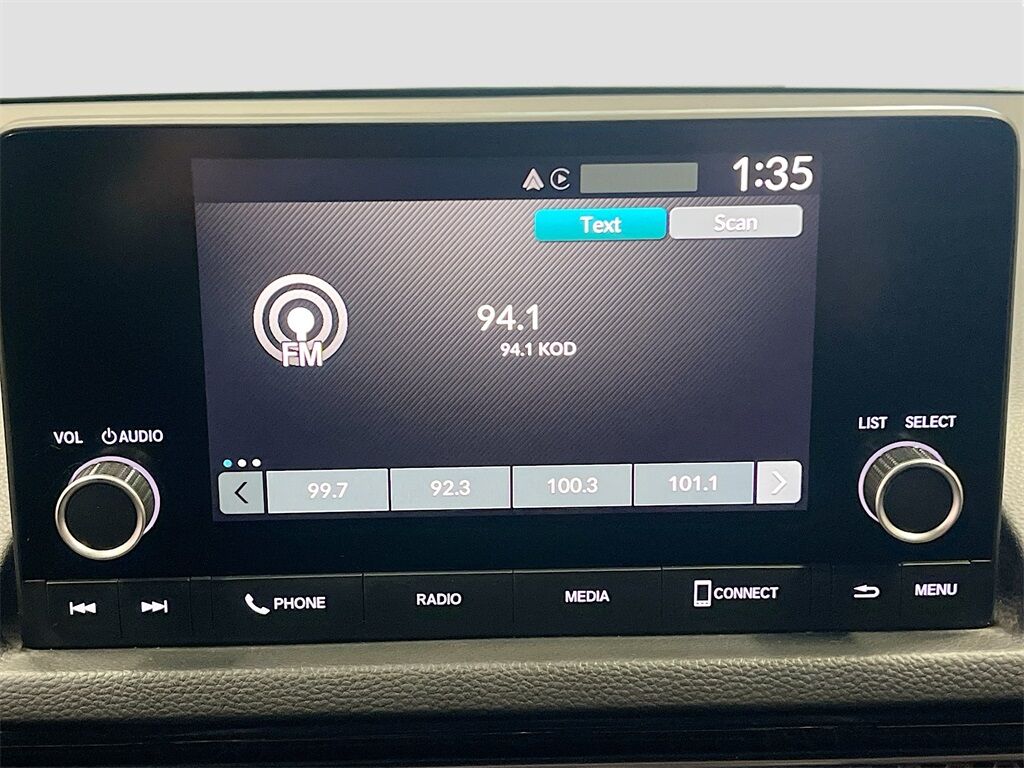 1:35
Text Scan
FM
94.1
94.1 KOD
VOL AUDIO
LIST SELECT
99.7 92.3 100.3 101.1
PHONE RADIO MEDIA CONNECT MENU